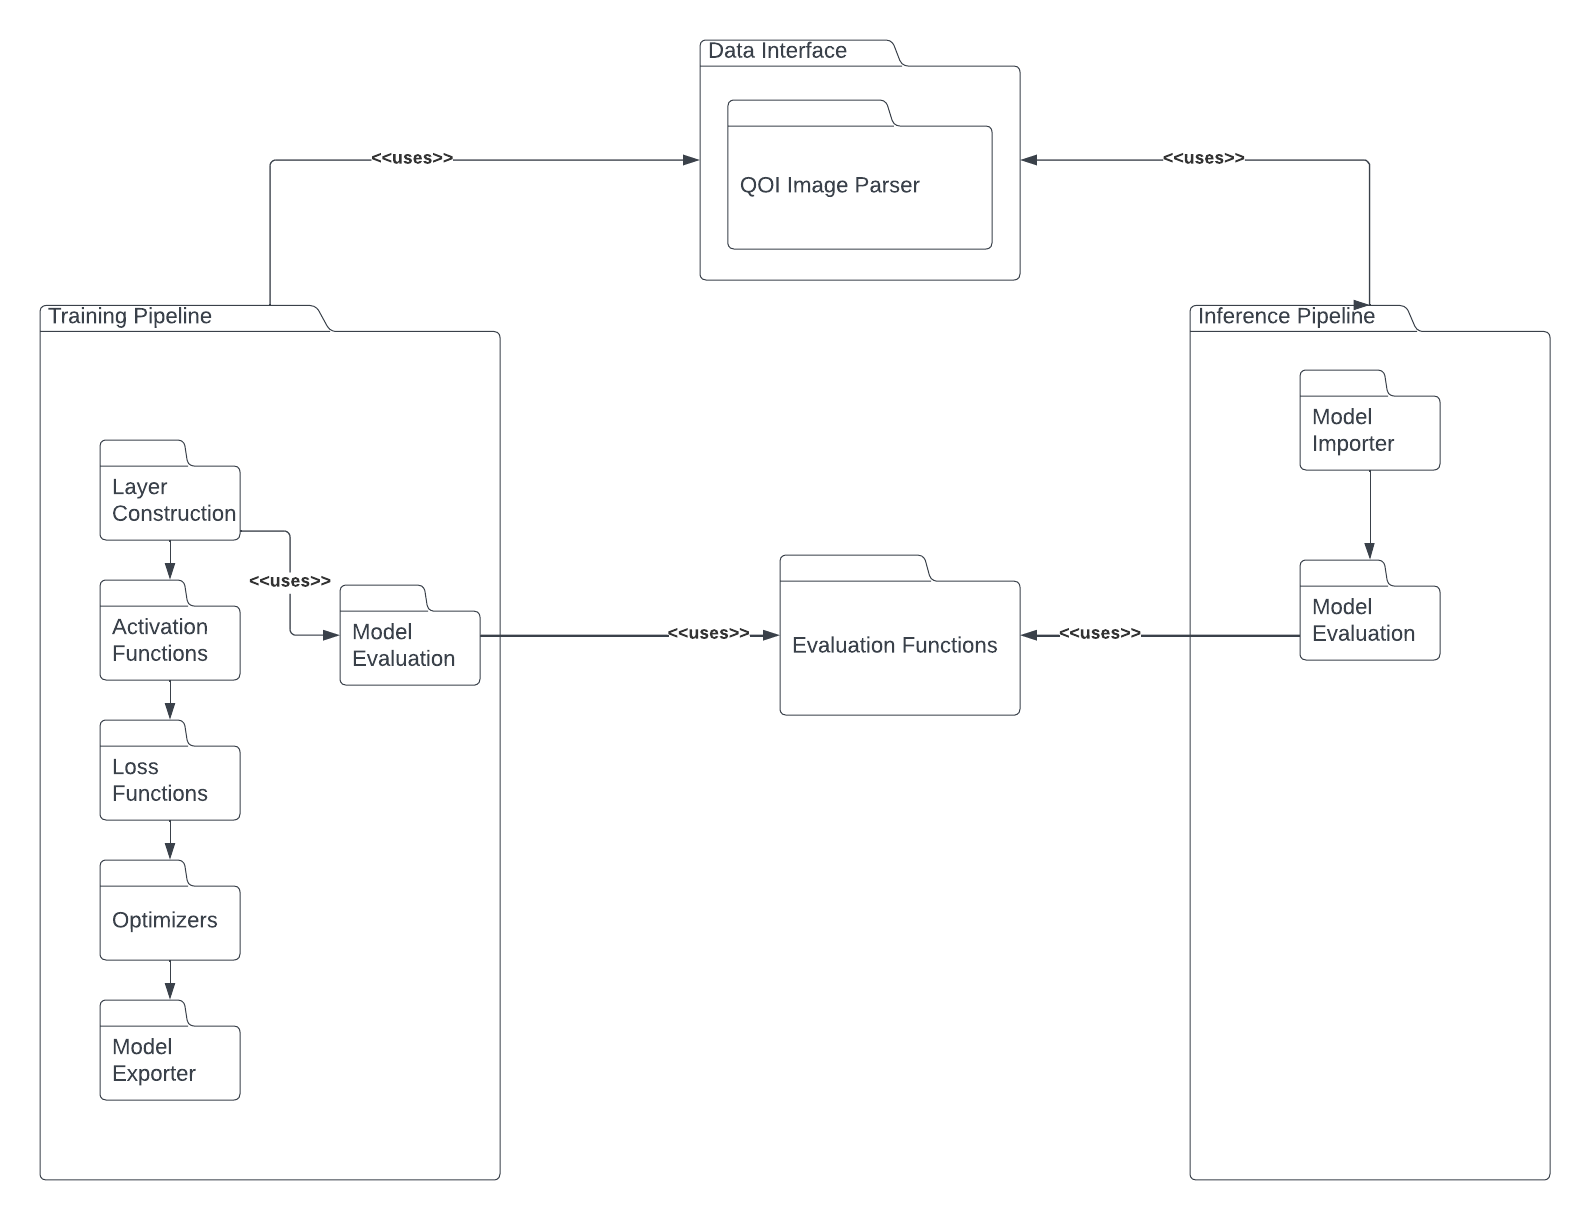 Data Interface
QOI Image Parser
<<uses>>
<<uses>>
Training Pipeline
Layer
Construction
<<uses>>
Activation
Functions
Model
Evaluation
Loss
Functions
Optimizers
Model
Exporter
<<uses>>
Evaluation Functions
<<uses>>
Inference Pipeline
Model
Importer
Model
Evaluation